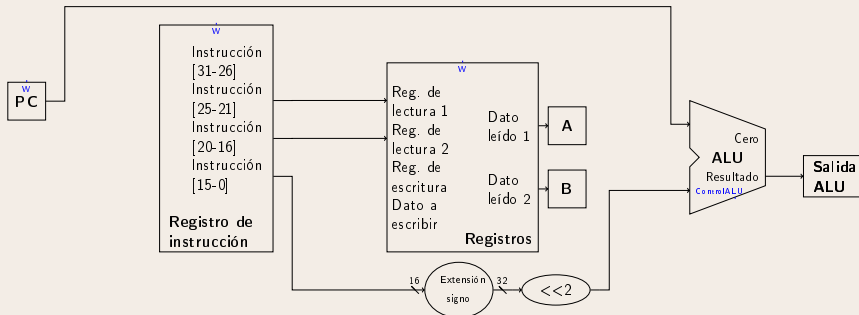 W
PC
W
Instrucción
[31-26]
Instrucción
[25-21]
Instrucción
[20-16]
Instrucción
[15-0]
Registro de
instrucción
W
Reg. de
lectura 1
Reg. de
lectura 2
Reg. de
escritura
Dato a
escribir
Dato
leído 1
Dato
leído 2
Registros
A
B
16
Extensión
signo
32
<<2
Cero
ALU
Resultado
ControlALU
Salida
ALU